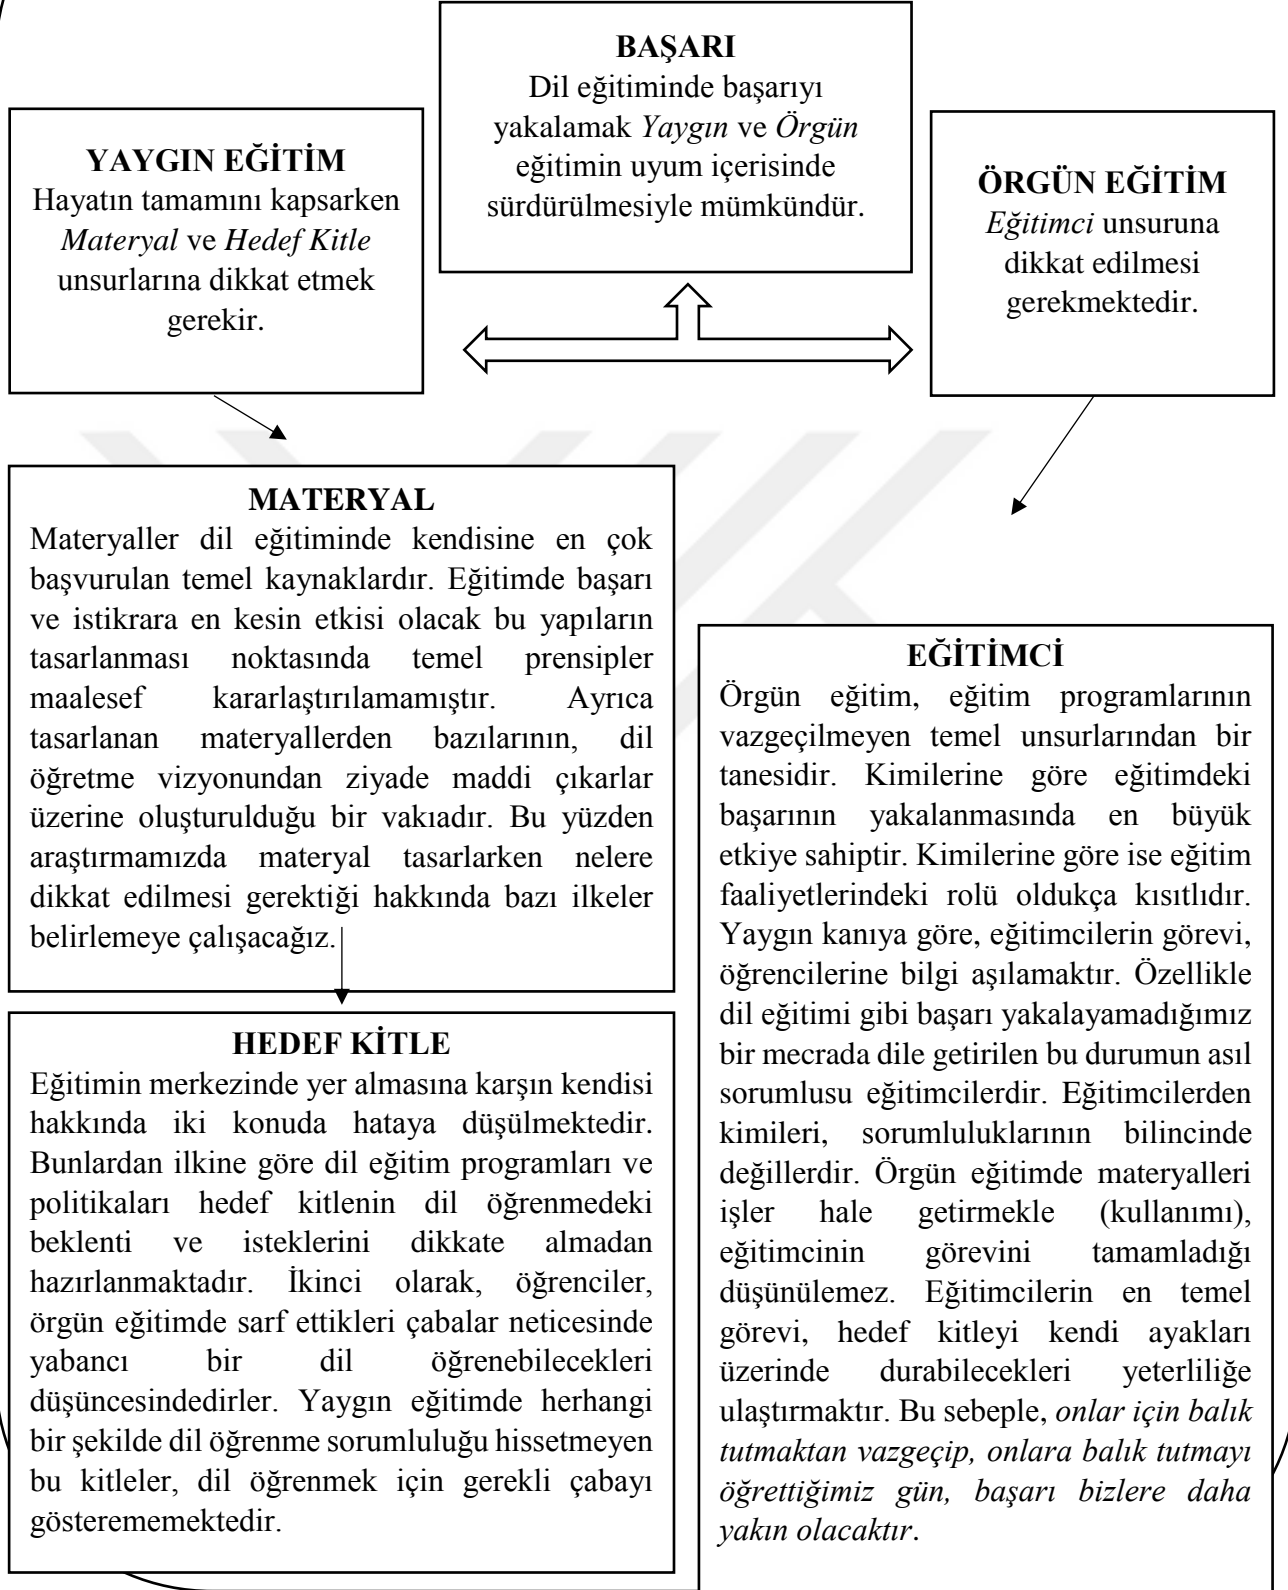 BAŞARI
Dil eğitiminde başarıyı
yakalamak Yaygın ve Örgün
eğitimin uyum içerisinde
sürdürülmesiyle mümkündür.
YAYGIN EĞİTİM
Hayatın tamamını kapsarken
Materyal ve Hedef Kitle
unsurlarına dikkat etmek
gerekir.
ÖRGÜN EĞİTİM
Eğitimci unsuruna
dikkat edilmesi
gerekmektedir.
MATERYAL
Materyaller dil eğitiminde kendisine en çok
başvurulan temel kaynaklardır. Eğitimde başarı
ve istikrara en kesin etkisi olacak bu yapıların
tasarlanması noktasında temel prensipler
maalesef kararlaştırılamamıştır. Ayrıca
tasarlanan materyallerden bazılarının, dil
öğretme vizyonundan ziyade maddi çıkarlar
üzerine oluşturulduğu bir vakıadır. Bu yüzden
araştırmamızda materyal tasarlarken nelere
dikkat edilmesi gerektiği hakkında bazı ilkeler
belirlemeye çalışacağız.
HEDEF KİTLE
Eğitimin merkezinde yer almasına karşın kendisi
hakkında iki konuda hataya düşülmektedir.
Bunlardan ilkine göre dil eğitim programları ve
politikaları hedef kitlenin dil öğrenmedeki
beklenti ve isteklerini dikkate almadan
hazırlanmaktadır. İkinci olarak, öğrenciler,
örgün eğitimde sarf ettikleri çabalar neticesinde
yabancı bir dil öğrenebilecekleri
düşüncesindedirler. Yaygın eğitimde herhangi
bir şekilde dil öğrenme sorumluluğu hissetmeyen
bu kitleler, dil öğrenmek için gerekli çabayı
gösterememektedir.
EĞİTİMCİ
Örgün eğitim, eğitim programlarının
vazgeçilmeyen temel unsurlarından bir
tanesidir. Kimilerine göre eğitimdeki
başarının yakalanmasında en büyük
etkiye sahiptir. Kimilerine göre ise eğitim
faaliyetlerindeki rolü oldukça kısıtlıdır.
Yaygın kanıya göre, eğitimcilerin görevi,
öğrencilerine bilgi aşılamaktır. Özellikle
dil eğitimi gibi başarı yakalayamadığımız
bir mecrada dile getirilen bu durumun asıl
sorumlusu eğitimcilerdir. Eğitimcilerden
kimileri, sorumluluklarının bilincinde
değillerdir. Örgün eğitimde materyalleri
işler hale getirmekle (kullanımı),
eğitimcinin görevini tamamladığı
düşünülemez. Eğitimcilerin en temel
görevi, hedef kitleyi kendi ayakları
üzerinde durabilecekleri yeterliliğe
ulaştırmaktır. Bu sebeple, onlar için balık
tutmaktan vazgeçip, onlara balık tutmayı
öğrettiğimiz gün, başarı bizlere daha
yakın olacaktır.